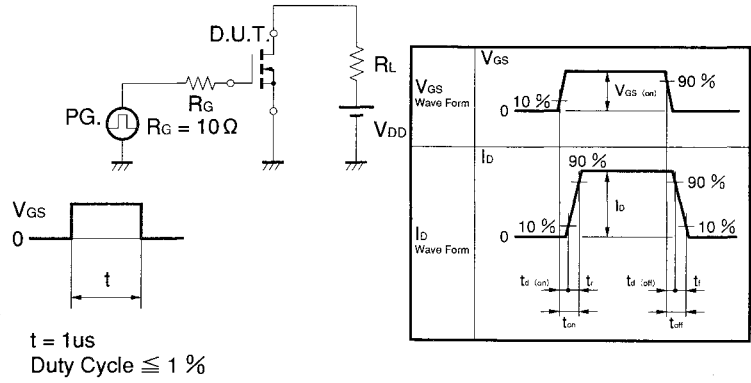 D.U.T.
RL
RG
PG.
RG = 10Ω
VDD
VGS
0
t
t = 1us
Duty Cycle ≦ 1 %
VGS
Wave Form
VGS
10 %
0
VGS (on)
90 %
ID
Wave Form
ID
90 %
10 %
0
ID
90 %
10 %
td (on)
tr
td (off)
tf
ton
toff